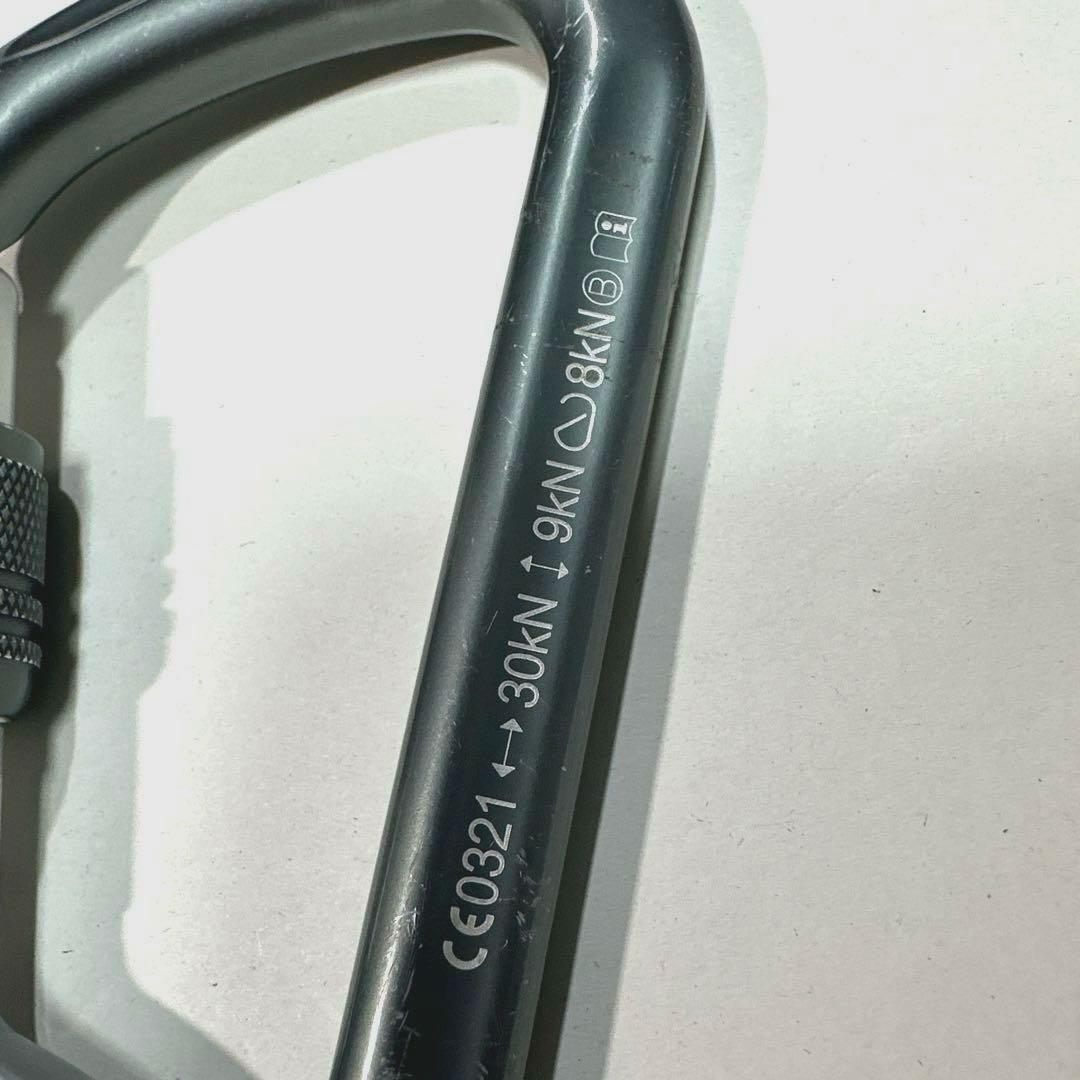 CE0321 ↔ 30kN ↕ 9kN 8kN Ⓑ i